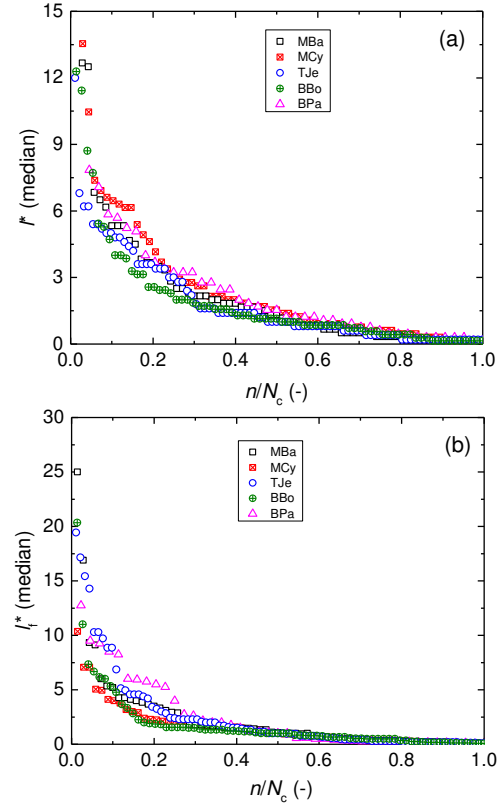 15
12
9
6
3
0
I* (median)
(a)
MBa
MCy
TJe
BBo
BPa
0.0 0.2 0.4 0.6 0.8 1.0
n/Nc (-)
30
25
20
15
10
5
0
If* (median)
(b)
MBa
MCy
TJe
BBo
BPa
0.0 0.2 0.4 0.6 0.8 1.0
n/Nc (-)